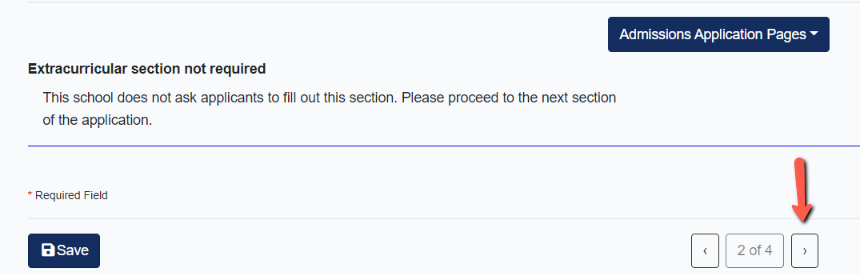 Admissions Application Pages
Extracurricular section not required
This school does not ask applicants to fill out this section. Please proceed to the next section
of the application.
* Required Field
Save ‹ 2 of 4 ›